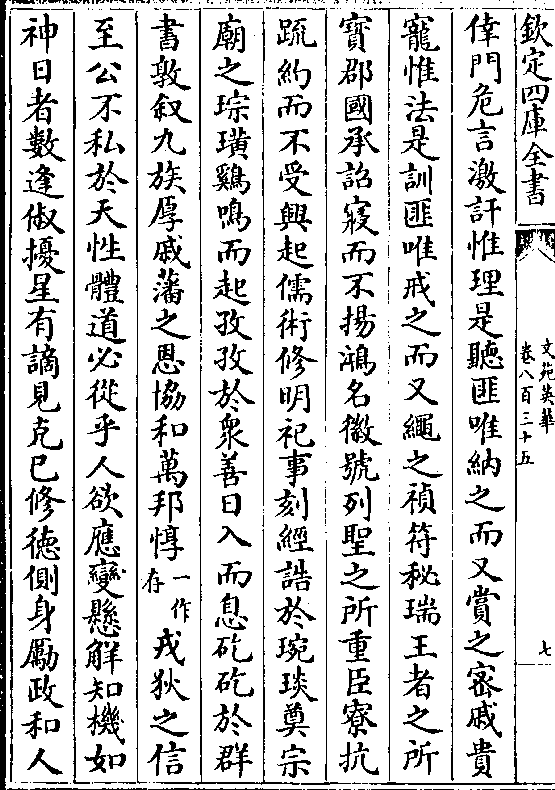 欽定四庫全書
文苑英華
卷八百三十五
七
倖門危言激訐惟理是聽匪唯納之而又賞之密戚貴
寵惟法是訓匪唯戒之而又繩之禎符秘瑞王者之所
寳郡國承詔寢而不揚鴻名徽號列聖之所重臣寮抗
䟽約而不受興起儒術修明祀事刻經誥於琬琰奠宗
廟之琮璜鷄鳴而起孜孜於衆善日入而息矻矻於群
書敦叙九族厚戚藩之恩協和萬邦惇一作存戎狄之信
至公不私於天性體道必從乎人欲應變懸解知機如
神日者數逢俶擾星有謫見克已修徳側身勵政和人